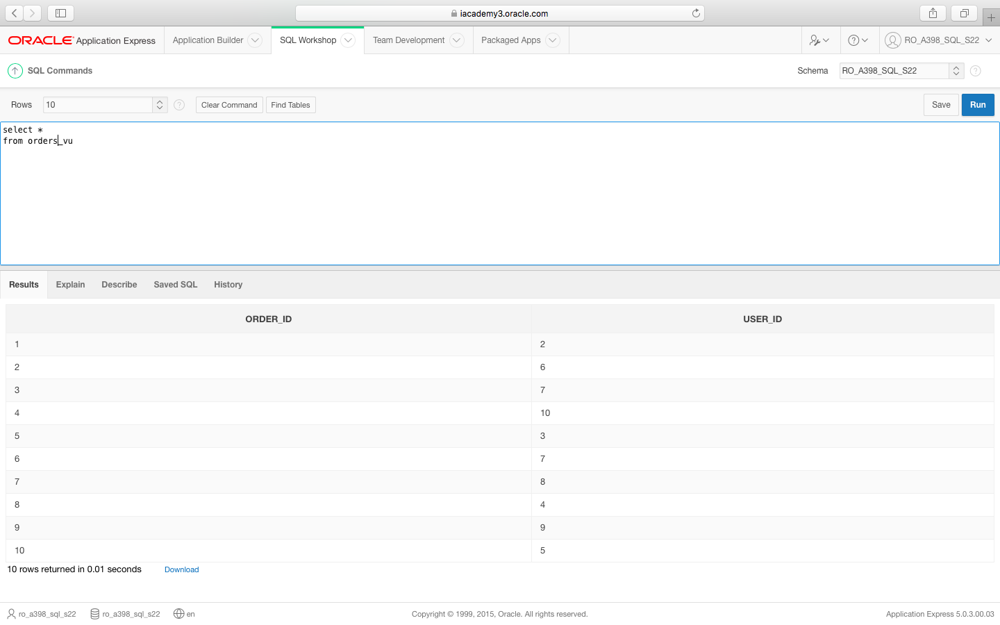 iacademy3.oracle.com
ORACLE Application Express Application Builder SQL Workshop Team Development Packaged Apps RO_A398_SQL_S22
SQL Commands Schema RO_A398_SQL_S22
Rows 10 Clear Command Find Tables Save Run
select *
from orders_vu
Results Explain Describe Saved SQL History
ORDER_ID USER_ID
1 2
2 6
3 7
4 10
5 3
6 7
7 8
8 4
9 9
10 5
10 rows returned in 0.01 seconds Download
ro_a398_sql_s22 ro_a398_sql_s22 en Copyright © 1999, 2015, Oracle. All rights reserved. Application Express 5.0.3.00.03